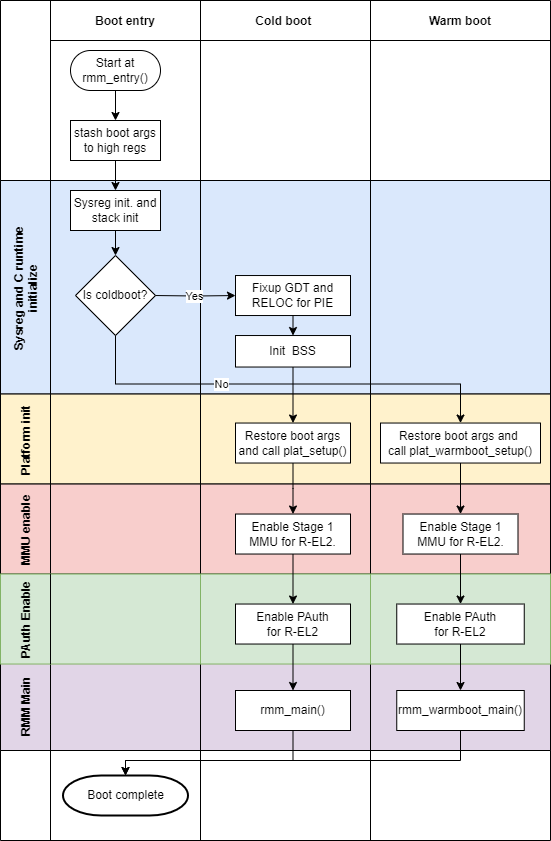 Boot entry
Cold boot
Warm boot
Start at
rmm_entry()
stash boot args
to high regs
Sysreg and C runtime
initialize
Sysreg init. and
stack init
Is coldboot?
Yes
Fixup GDT and
RELOC for PIE
Init BSS
No
Platform init
Restore boot args
and call plat_setup()
Restore boot args and
call plat_warmboot_setup()
MMU enable
Enable Stage 1
MMU for R-EL2.
Enable Stage 1
MMU for R-EL2.
PAuth Enable
Enable PAuth
for R-EL2
Enable PAuth
for R-EL2
RMM Main
rmm_main()
rmm_warmboot_main()
Boot complete